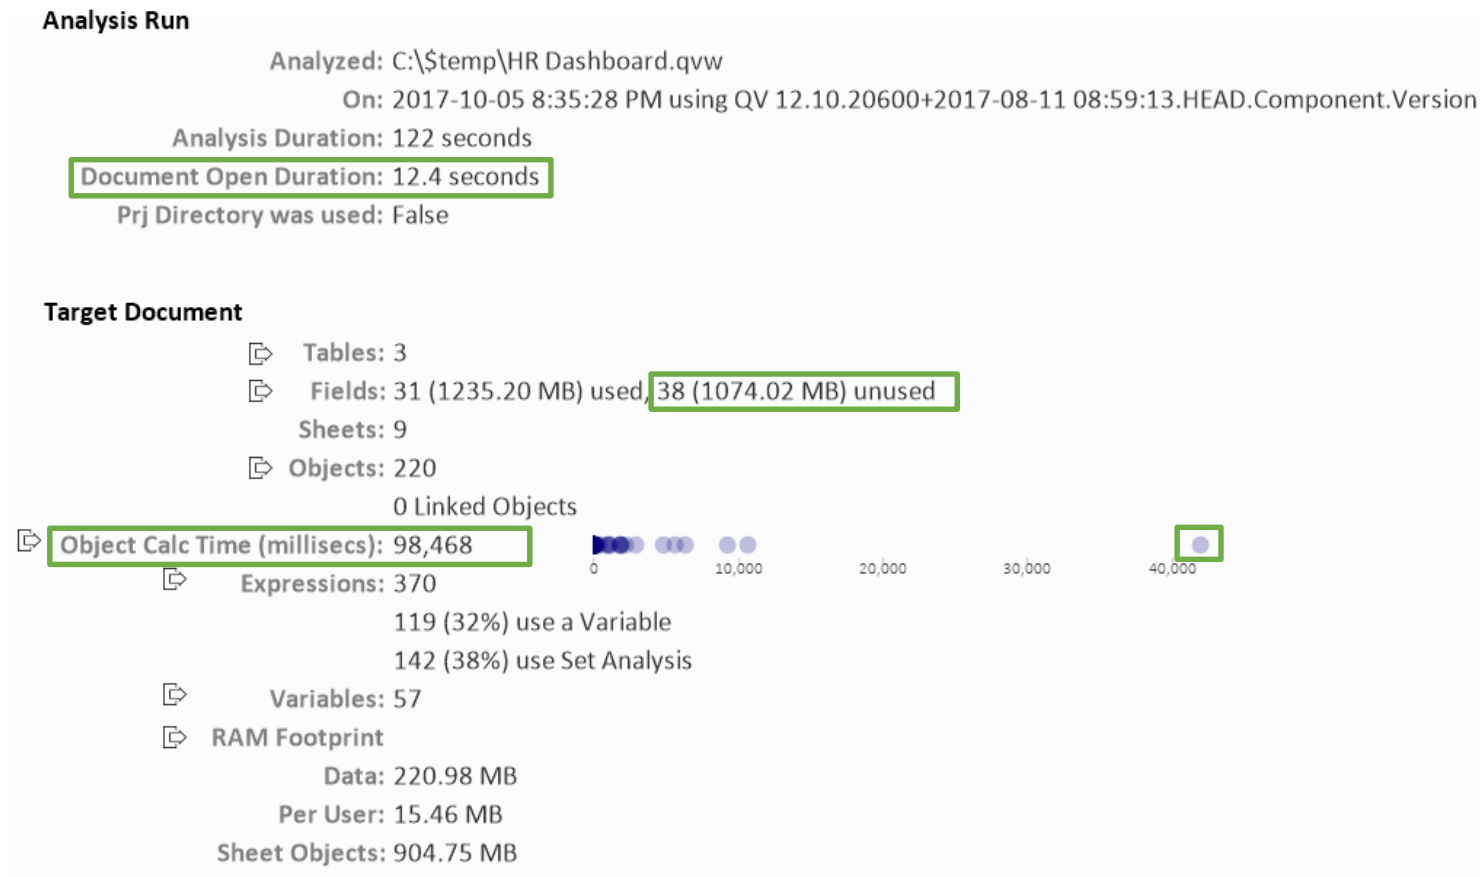 Analysis Run
Analyzed: C:\$temp\HR Dashboard.qvw
On: 2017-10-05 8:35:28 PM using QV 12.10.20600+2017-08-11 08:59:13.HEAD.Component.Version
Analysis Duration: 122 seconds
Document Open Duration: 12.4 seconds
Prj Directory was used: False
Target Document
Tables: 3
Fields: 31 (1235.20 MB) used, 38 (1074.02 MB) unused
Sheets: 9
Objects: 220
0 Linked Objects
Object Calc Time (millisecs): 98,468
0 10,000 20,000 30,000 40,000
Expressions: 370
119 (32%) use a Variable
142 (38%) use Set Analysis
Variables: 57
RAM Footprint
Data: 220.98 MB
Per User: 15.46 MB
Sheet Objects: 904.75 MB